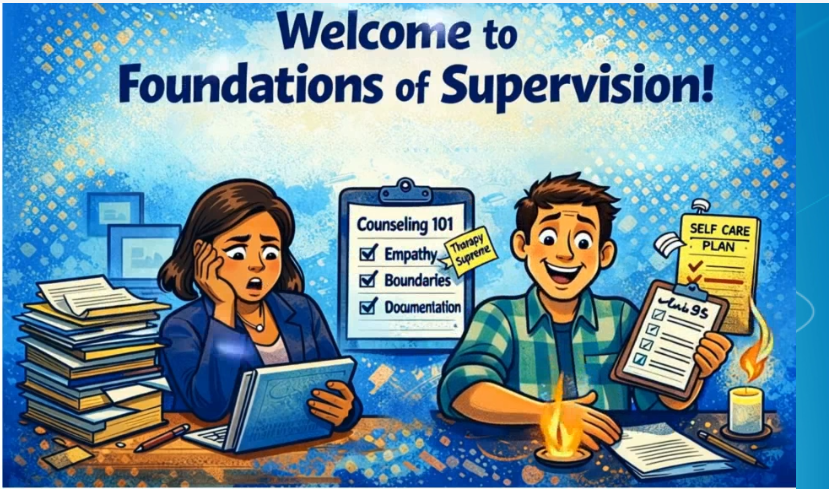 Welcome to
Foundations of Supervision!
Counseling 101
Empathy
Boundaries
Documentation
Therapy
Supreme
SELF CARE
PLAN